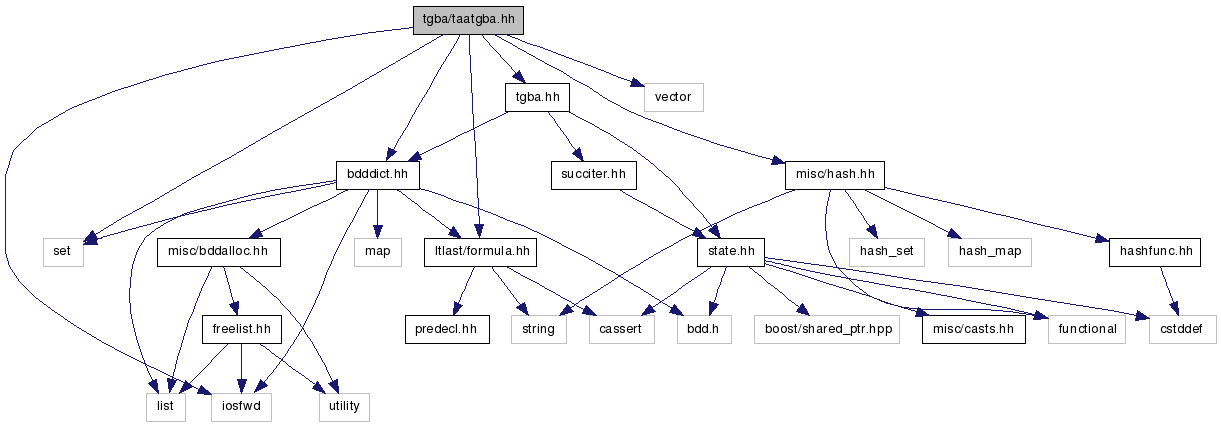 tgba/taatgba.hh
tgba.hh
vector
bdddict.hh
succiter.hh
misc/hash.hh
set
misc/bddalloc.hh
map
ltlast/formula.hh
state.hh
hash_set
hash_map
hashfunc.hh
freelist.hh
predecl.hh
string
cassert
bdd.h
boost/shared_ptr.hpp
misc/casts.hh
functional
cstddef
list
iosfwd
utility